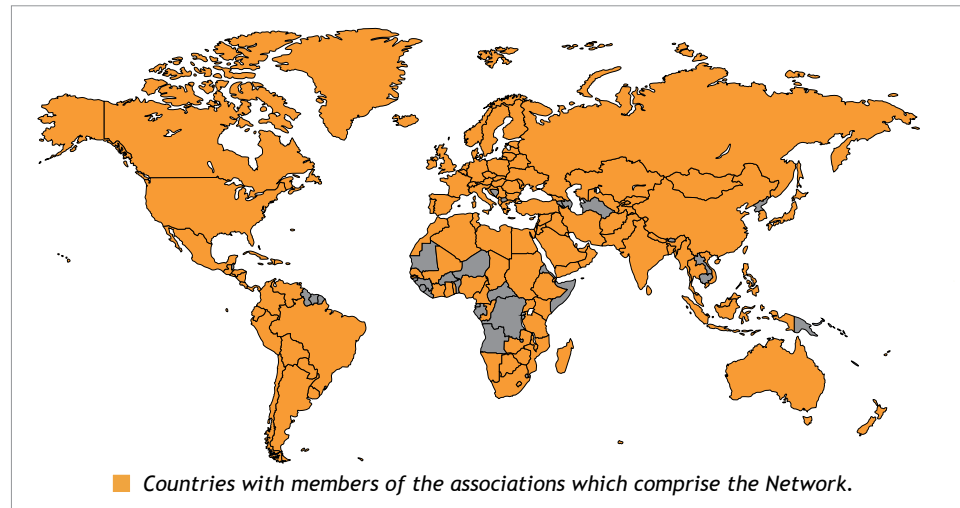 Countries with members of the associations which comprise the Network.